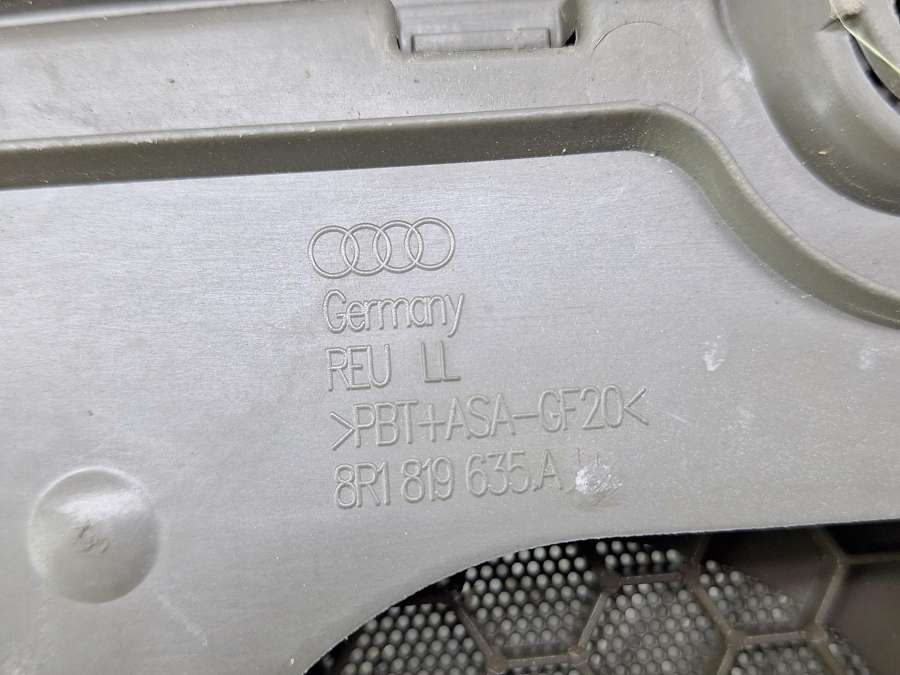 Germany
REU LL
>PBT+ASA-GF20<
8R1 819 635.A